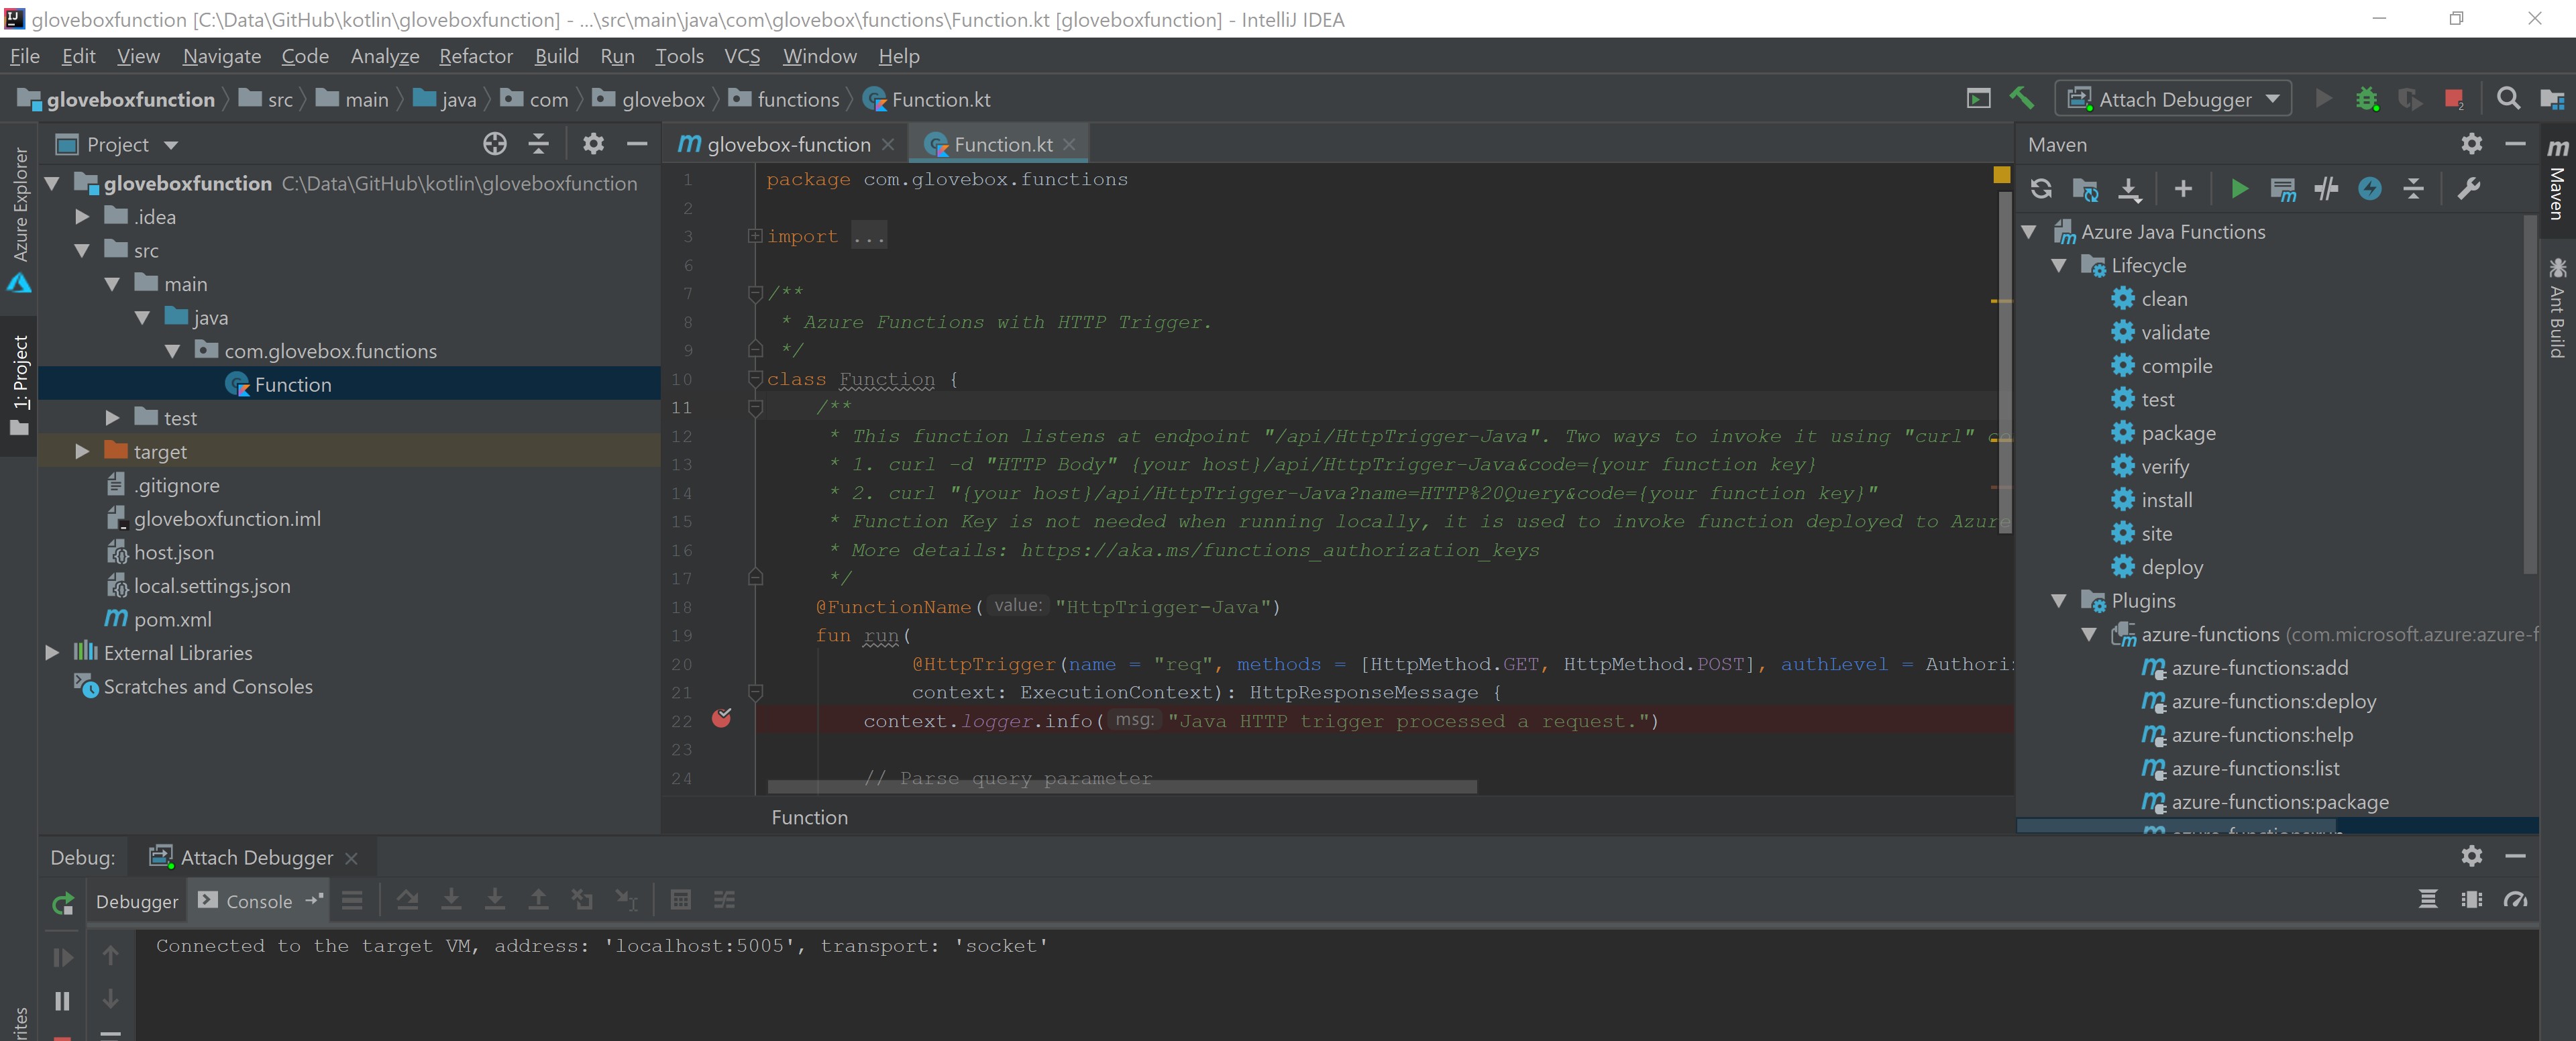 gloveboxfunction [C:\Data\GitHub\kotlin\gloveboxfunction] - ...\src\main\java\com\glovebox\functions\Function.kt [gloveboxfunction] - IntelliJ IDEA
File Edit View Navigate Code Analyze Refactor Build Run Tools VCS Window Help
gloveboxfunction src main java com glovebox functions Function.kt
Attach Debugger
2
Azure Explorer
1: Project
Project
gloveboxfunction C:\Data\GitHub\kotlin\gloveboxfunction
.idea
src
main
java
com.glovebox.functions
Function
test
target
.gitignore
gloveboxfunction.iml
host.json
local.settings.json
pom.xml
External Libraries
Scratches and Consoles
glovebox-function
Function.kt
1 package com.glovebox.functions
2
3 import ...
6
7 /**
8 * Azure Functions with HTTP Trigger.
9 */
10 class Function {
11 /**
12 * This function listens at endpoint "/api/HttpTrigger-Java". Two ways to invoke it using "curl"
13 * 1. curl -d "HTTP Body" {your host}/api/HttpTrigger-Java&code={your function key}
14 * 2. curl "{your host}/api/HttpTrigger-Java?name=HTTP%20Query&code={your function key}"
15 * Function Key is not needed when running locally, it is used to invoke function deployed to Azure
16 * More details: https://aka.ms/functions_authorization_keys
17 */
18 @FunctionName( value: "HttpTrigger-Java")
19 fun run(
20 @HttpTrigger(name = "req", methods = [HttpMethod.GET, HttpMethod.POST], authLevel = Authori
21 context: ExecutionContext): HttpResponseMessage {
22 context.logger.info( msg: "Java HTTP trigger processed a request.")
23
24 // Parse query parameter
Function
Maven
Azure Java Functions
Lifecycle
clean
validate
compile
test
package
verify
install
site
deploy
Plugins
azure-functions (com.microsoft.azure:azure-f
azure-functions:add
azure-functions:deploy
azure-functions:help
azure-functions:list
azure-functions:package
Maven
Ant Build
Debug: Attach Debugger
Debugger Console
Connected to the target VM, address: 'localhost:5005', transport: 'socket'